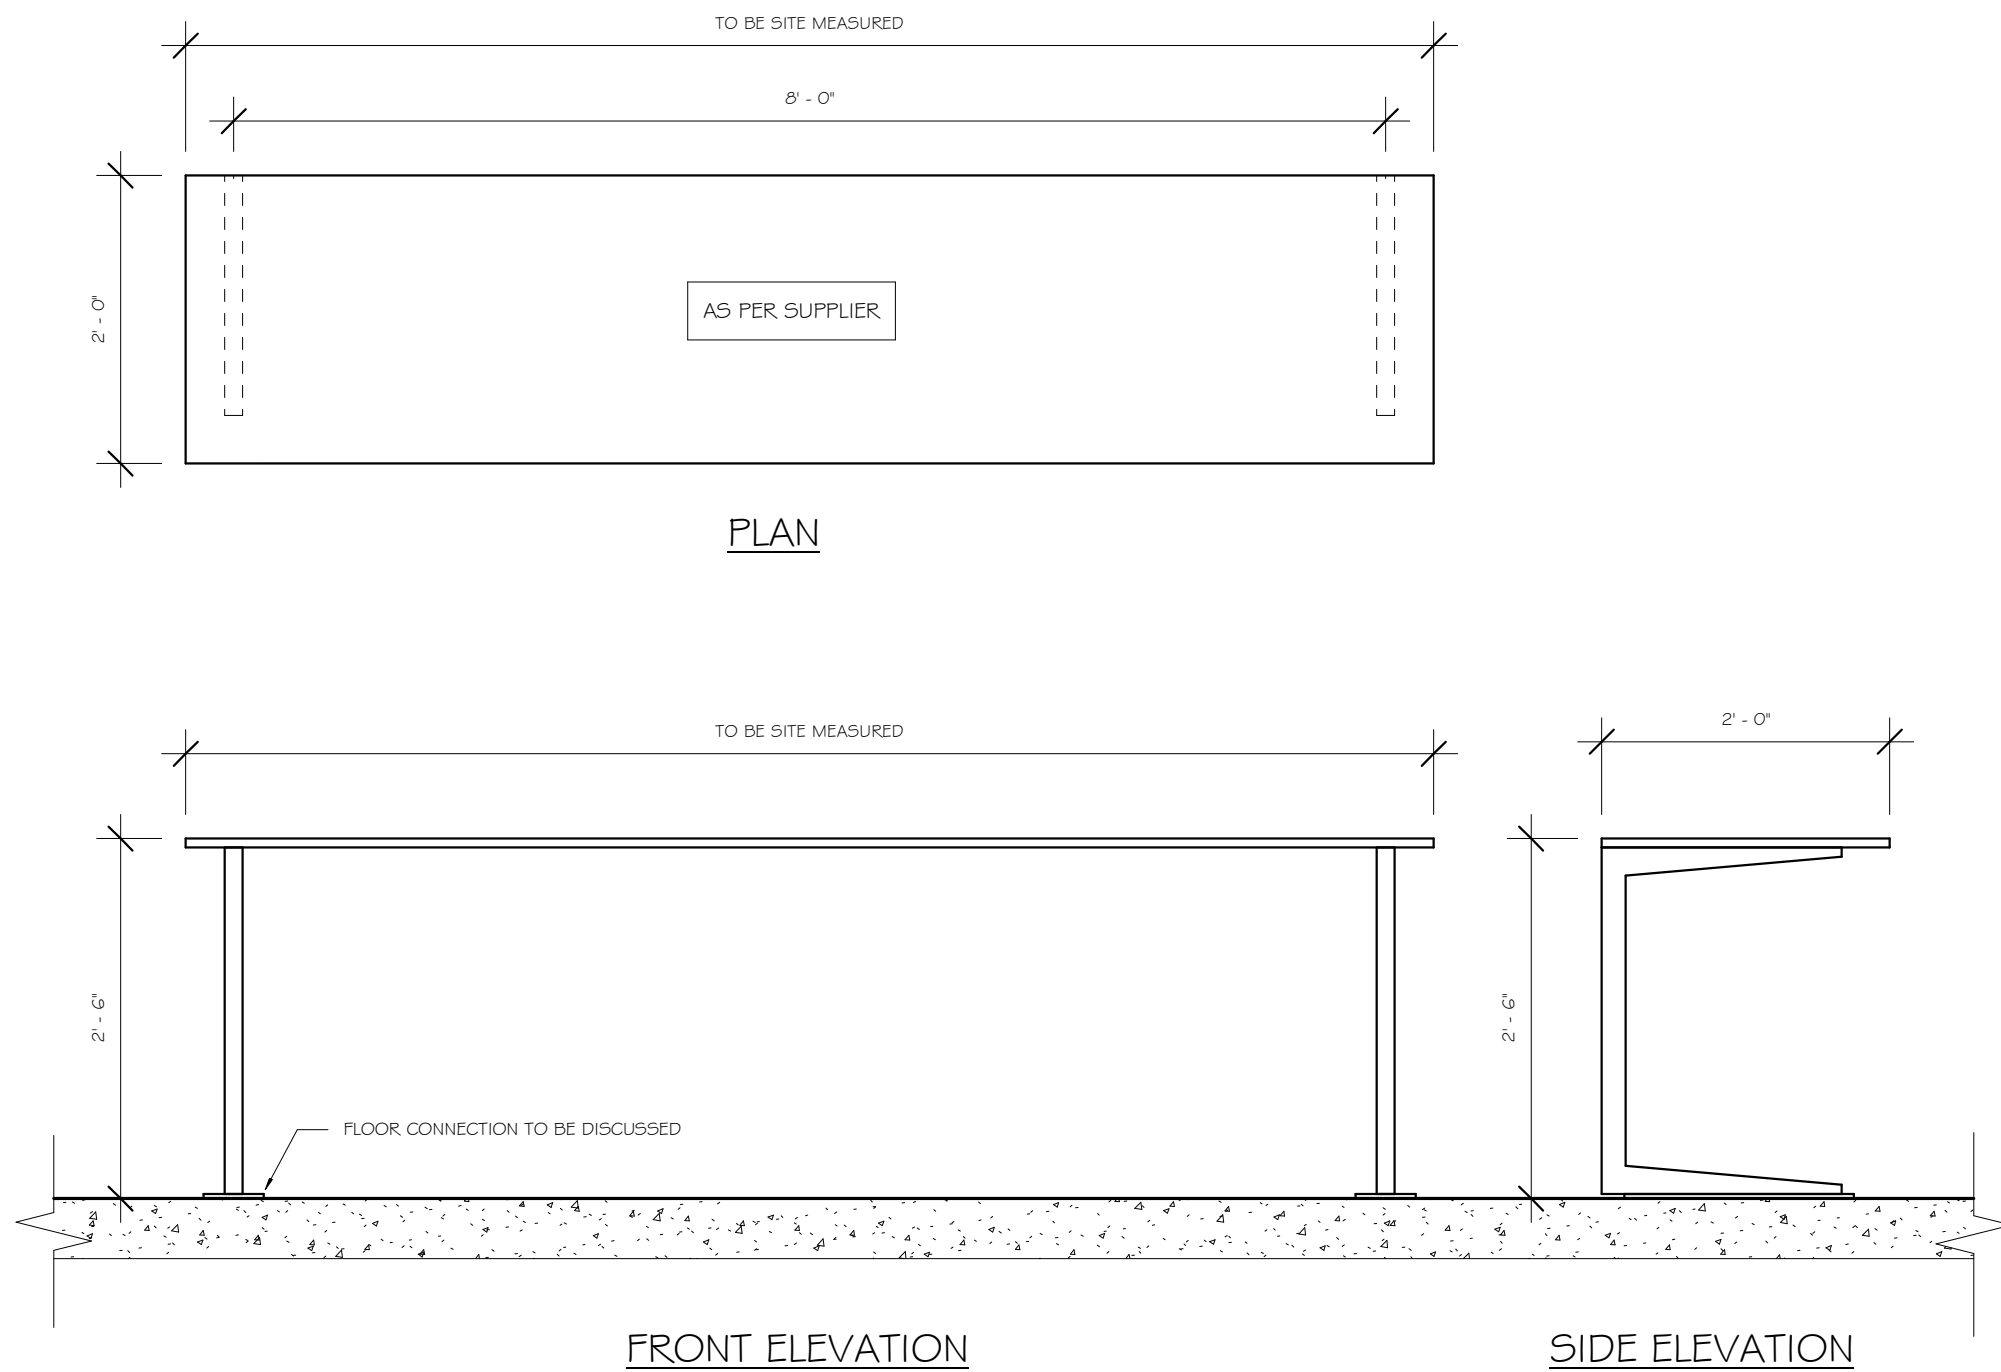 TO BE SITE MEASURED
8' - 0"
2' - 0"
AS PER SUPPLIER
PLAN
TO BE SITE MEASURED
2' - 0"
2' - 6"
2' - 6"
FLOOR CONNECTION TO BE DISCUSSED
FRONT ELEVATION
SIDE ELEVATION